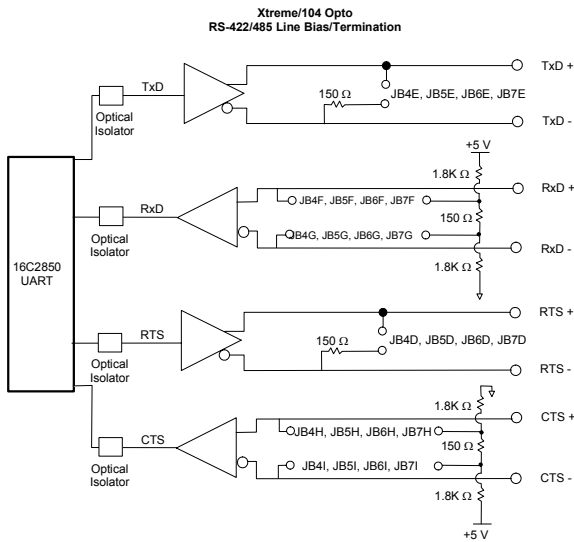 Xtreme/104 Opto
RS-422/485 Line Bias/Termination
TxD
TxD +
150 Ω
JB4E, JB5E, JB6E, JB7E
Optical
Isolator
TxD -
+5 V
1.8K Ω
RxD
RxD +
JB4F, JB5F, JB6F, JB7F
150 Ω
Optical
Isolator
JB4G, JB5G, JB6G, JB7G
RxD -
1.8K Ω
16C2850
UART
RTS +
RTS
150 Ω
JB4D, JB5D, JB6D, JB7D
Optical
Isolator
RTS -
1.8K Ω
CTS +
CTS
JB4H, JB5H, JB6H, JB7H
150 Ω
Optical
Isolator
JB4I, JB5I, JB6I, JB7I
CTS -
1.8K Ω
+5 V